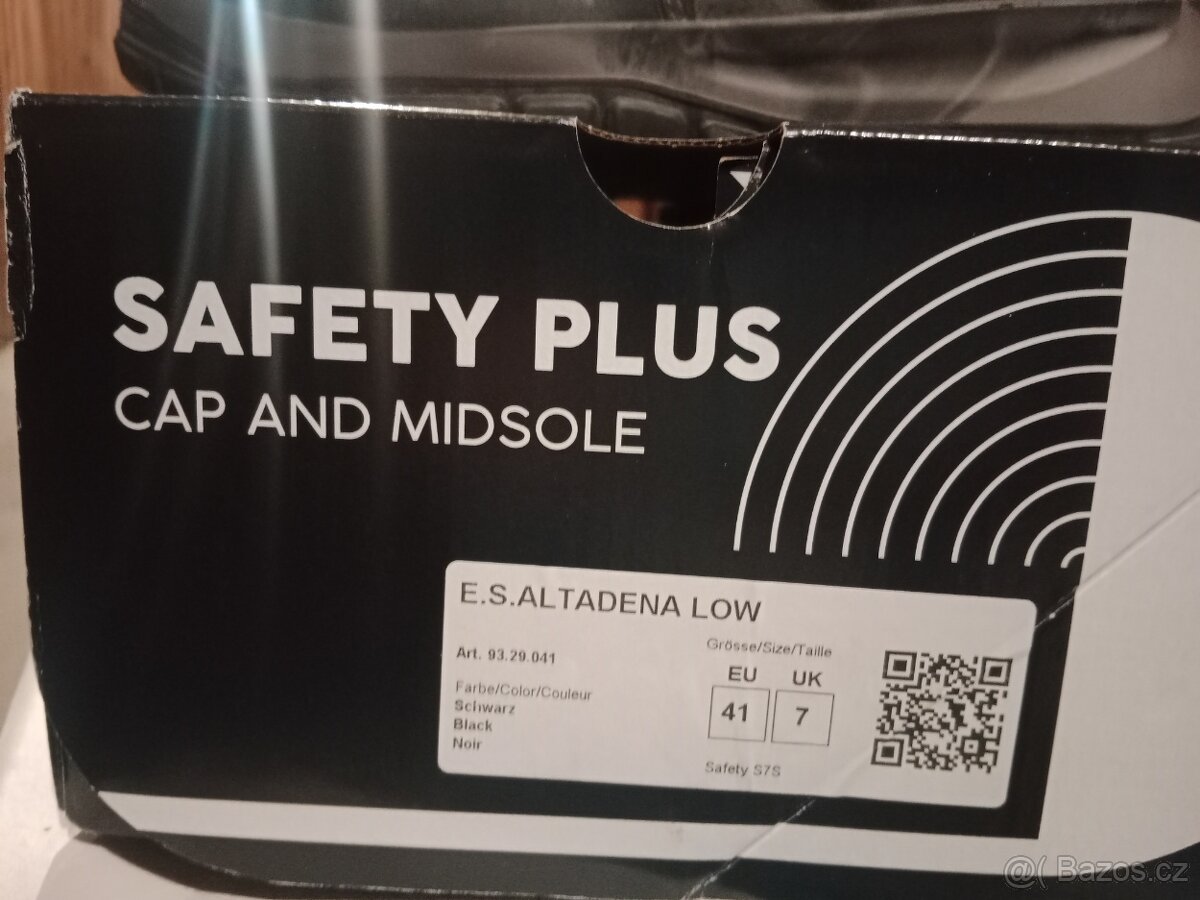 SAFETY PLUS
CAP AND MIDSOLE
E.S.ALTADENA LOW
Art. 93.29.041
Grösse/Size/Taille
EU UK
41 7
Farbe/Color/Couleur
Schwarz
Black
Noir
Safety S7S
@( Bazos.cz